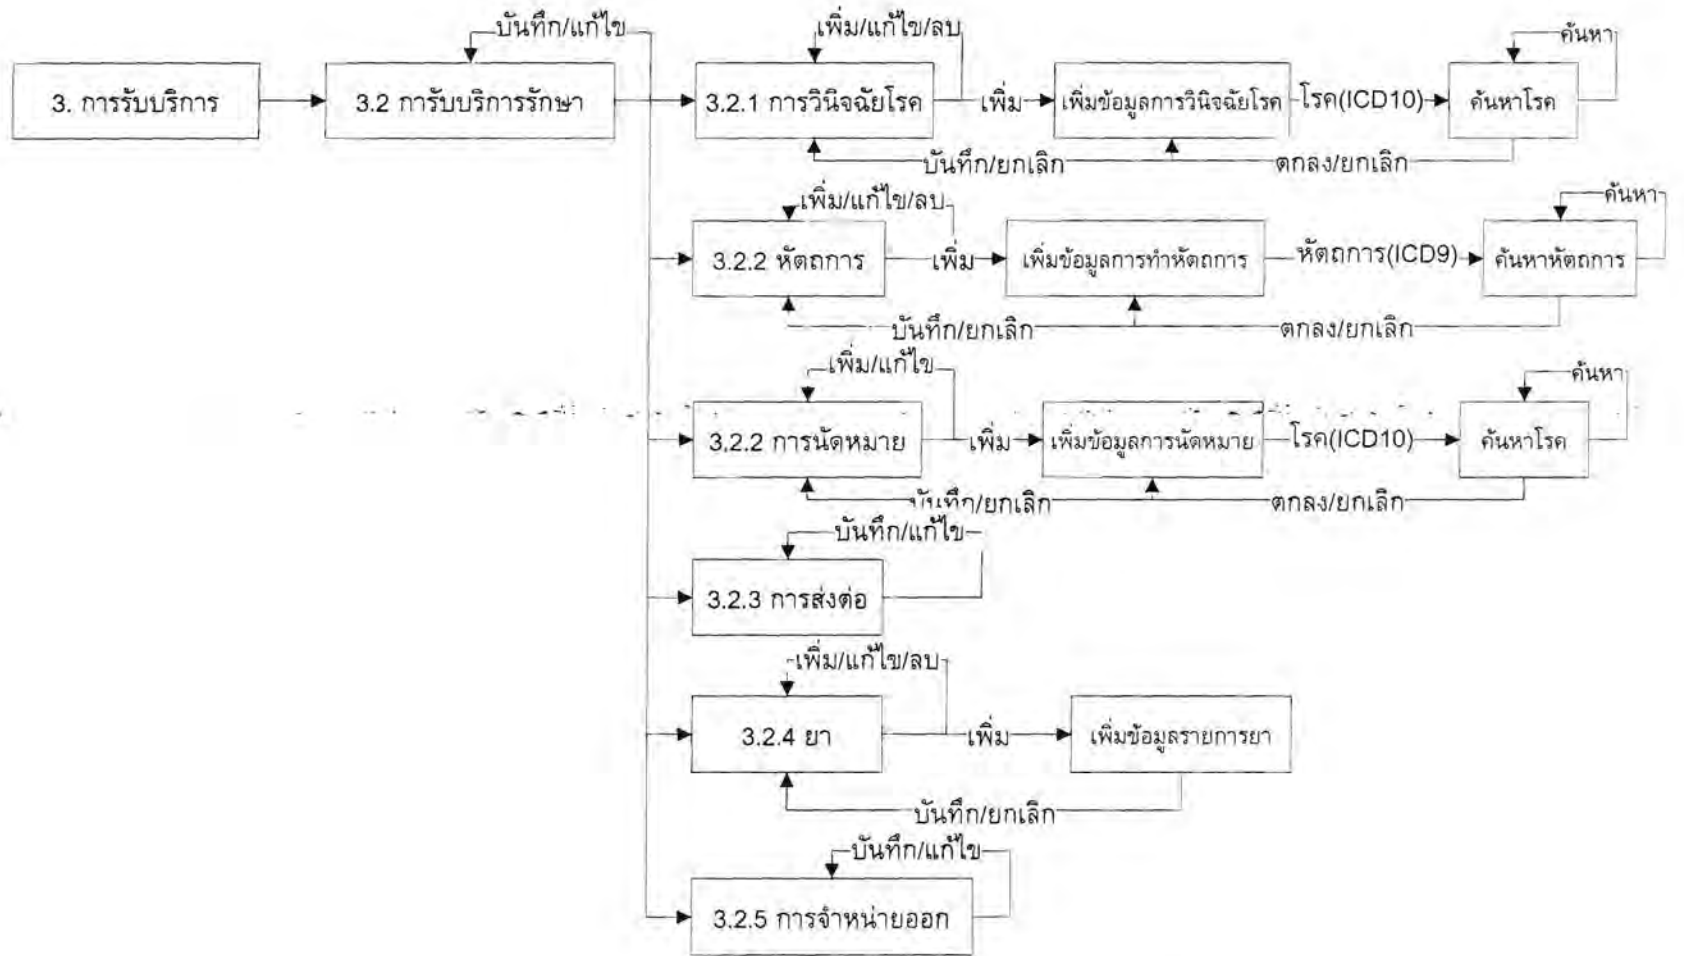 บันทึก/แก้ไข
เพิ่ม/แก้ไข/ลบ
ค้นหา
3. การรับบริการ
3.2 การับบริการรักษา
3.2.1 การวินิจฉัยโรค
เพิ่ม
เพิ่มข้อมูลการวินิจฉัยโรค
โรค(ICD10)
ค้นหาโรค
บันทึก/ยกเลิก
ตกลง/ยกเลิก
เพิ่ม/แก้ไข/ลบ
ค้นหา
3.2.2 หัตถการ
เพิ่ม
เพิ่มข้อมูลการทำหัตถการ
หัตถการ(ICD9)
ค้นหาหัตถการ
บันทึก/ยกเลิก
ตกลง/ยกเลิก
เพิ่ม/แก้ไข
ค้นหา
3.2.2 การนัดหมาย
เพิ่ม
เพิ่มข้อมูลการนัดหมาย
โรค(ICD10)
ค้นหาโรค
บันทึก/ยกเลิก
ตกลง/ยกเลิก
บันทึก/แก้ไข
3.2.3 การส่งต่อ
เพิ่ม/แก้ไข/ลบ
3.2.4 ยา
เพิ่ม
เพิ่มข้อมูลรายการยา
บันทึก/ยกเลิก
บันทึก/แก้ไข
3.2.5 การจำหน่ายออก